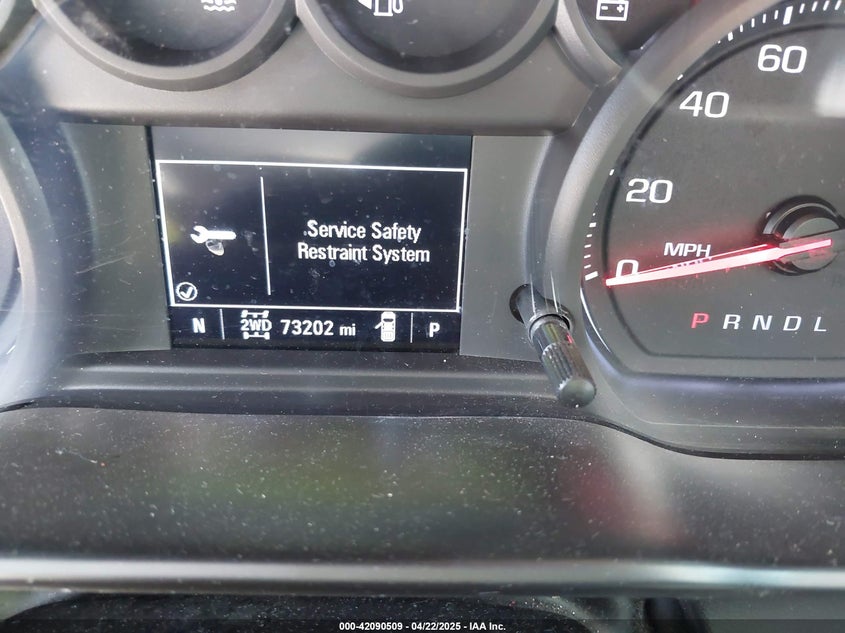 60
40
20
0
MPH
Service Safety
Restraint System
N 2WD 73202 mi P
P R N D L
000-42090509 - 04/22/2025 - IAA Inc.